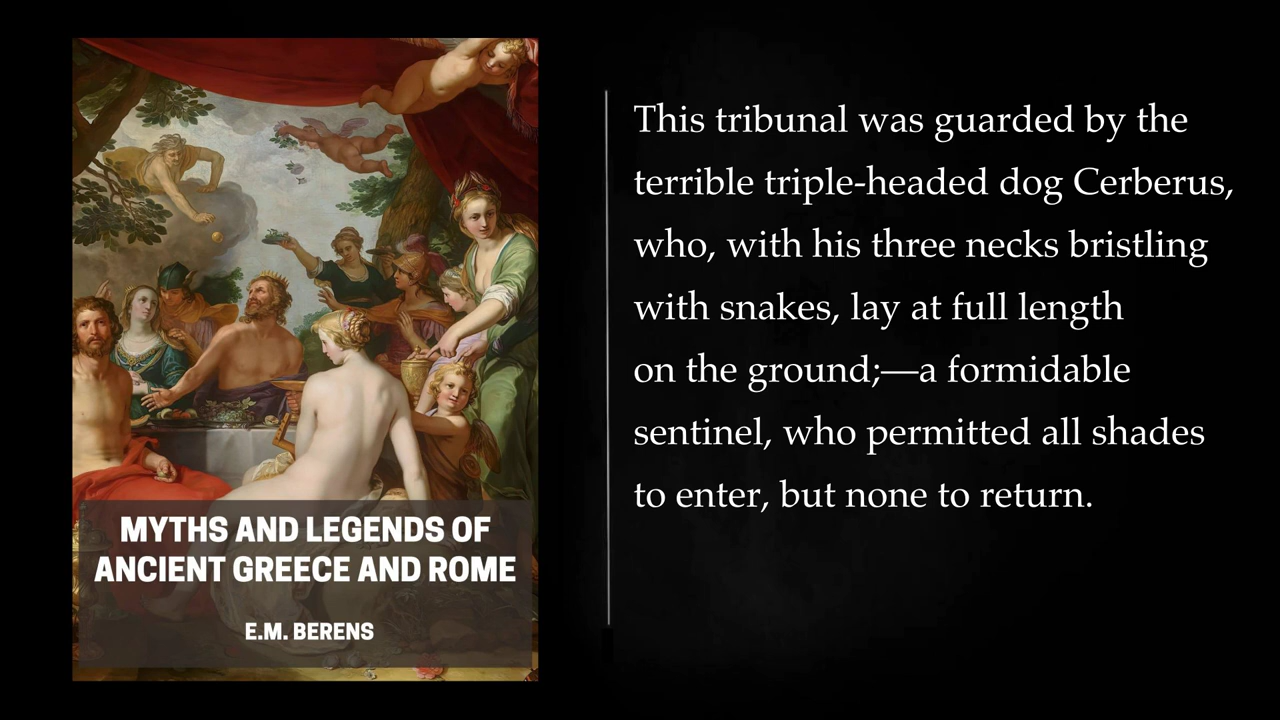 MYTHS AND LEGENDS OF
ANCIENT GREECE AND ROME
E.M. BERENS
This tribunal was guarded by the
terrible triple-headed dog Cerberus,
who, with his three necks bristling
with snakes, lay at full length
on the ground;—a formidable
sentinel, who permitted all shades
to enter, but none to return.